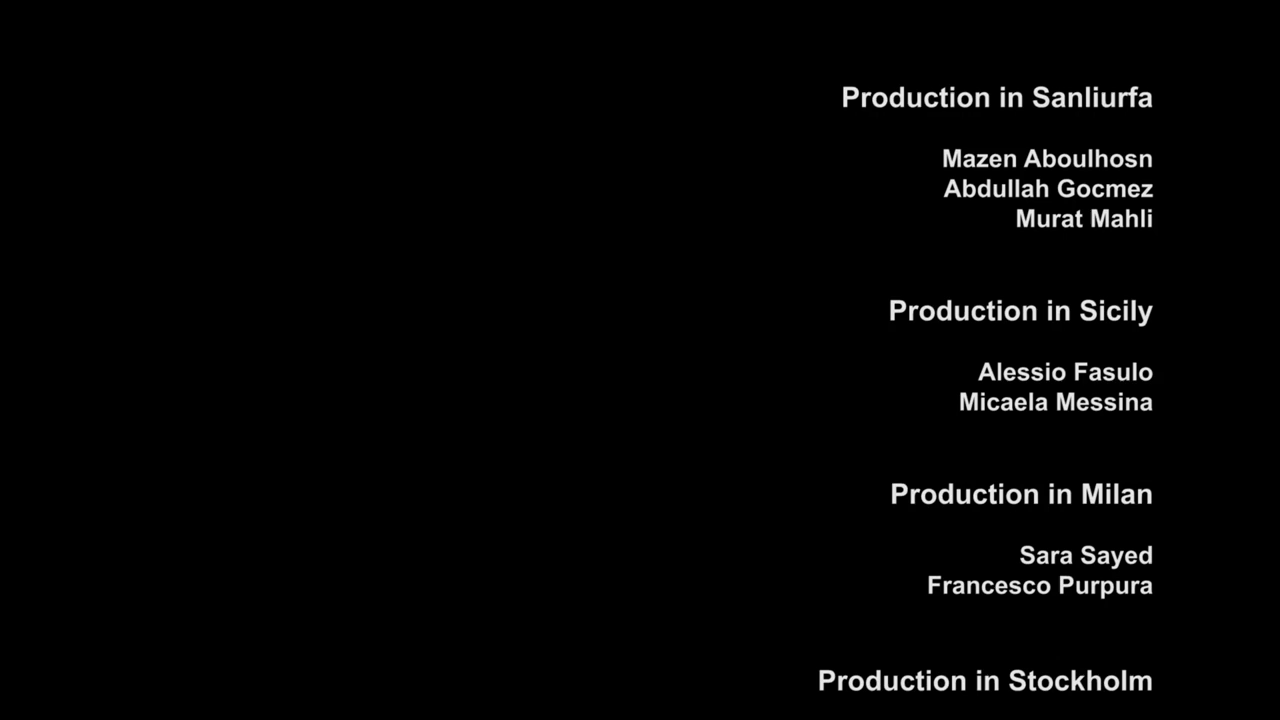 Production in Sanliurfa
Mazen Aboulhosn
Abdullah Gocmez
Murat Mahli
Production in Sicily
Alessio Fasulo
Micaela Messina
Production in Milan
Sara Sayed
Francesco Purpura
Production in Stockholm